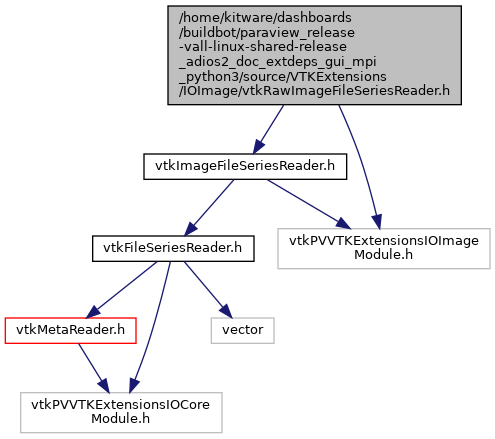 /home/kitware/dashboards
/buildbot/paraview_release
-vall-linux-shared-release
_adios2_doc_extdeps_gui_mpi
_python3/source/VTKExtensions
/IOImage/vtkRawImageFileSeriesReader.h
vtkImageFileSeriesReader.h
vtkPVVTKExtensionsIOImage
Module.h
vtkFileSeriesReader.h
vtkMetaReader.h
vector
vtkPVVTKExtensionsIOCore
Module.h